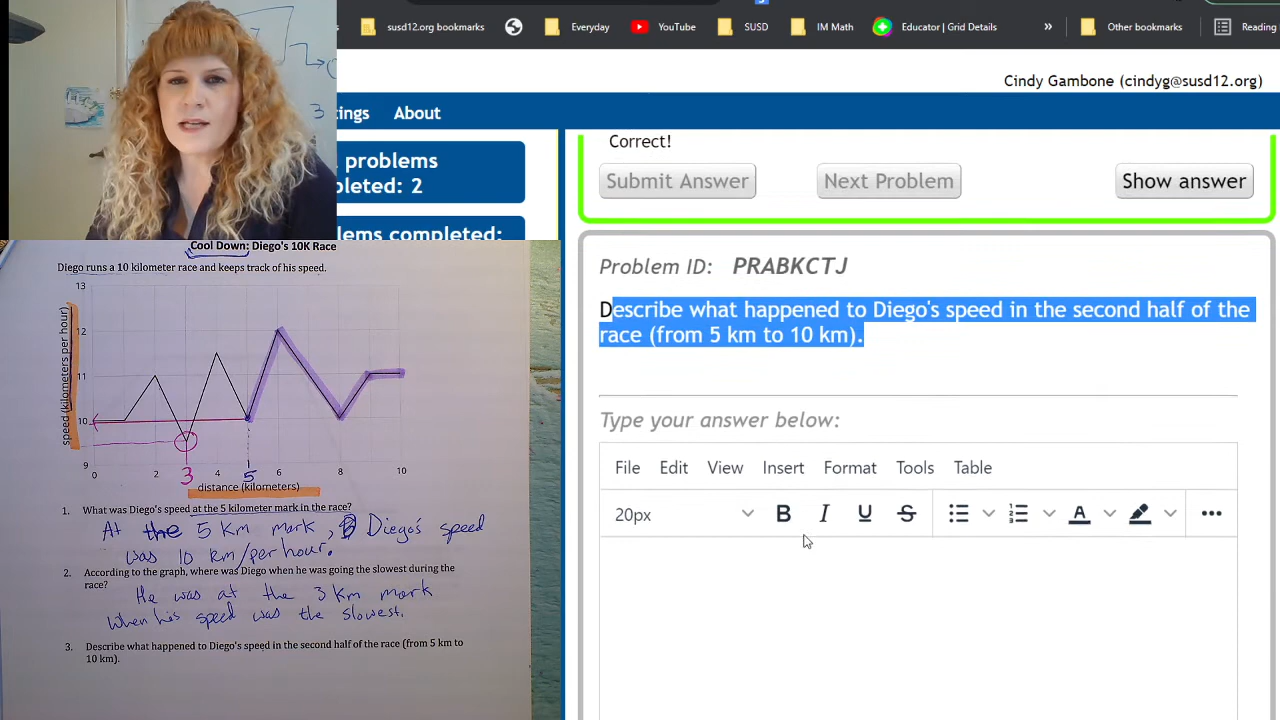 susd12.org bookmarks
Everyday
YouTube
SUSD
IM Math
Educator | Grid Details
»
Other bookmarks
Reading
Cindy Gambone (cindyg@susd12.org)
tings
About
problems
pleted: 2
lems completed:
Correct!
Submit Answer
Next Problem
Show answer
Problem ID: PRABKCTJ
Describe what happened to Diego's speed in the second half of the
race (from 5 km to 10 km).
Type your answer below:
File Edit View Insert Format Tools Table
20px
B I U S A
3
Cool Down: Diego's 10K Race
Diego runs a 10 kilometer race and keeps track of his speed.
speed (kilometers per hour)
13
12
11
10
9
0 2 3 4 5 6 8 10
distance (kilometers)
1. What was Diego's speed at the 5 kilometer mark in the race?
At the 5 Km mark, Diego's speed
was 10 km/per hour.
2. According to the graph, where was Diego when he was going the slowest during the
race?
He was at the 3 Km mark
when his speed was the slowest.
3. Describe what happened to Diego's speed in the second half of the race (from 5 km to
10 km).